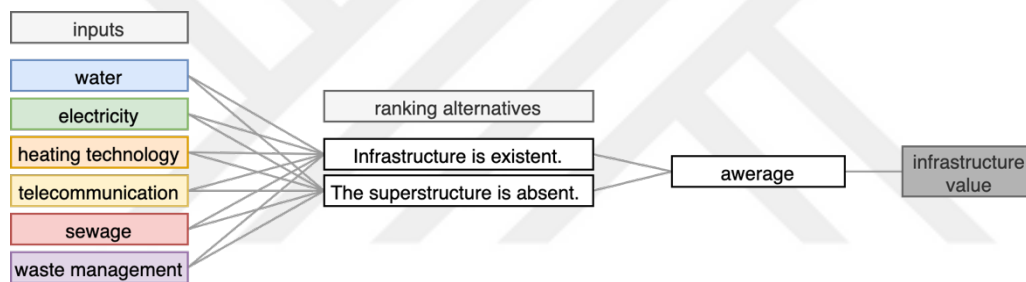 inputs
water
electricity
heating technology
telecommunication
sewage
waste management
ranking alternatives
Infrastructure is existent.
The superstructure is absent.
awerage
infrastructure
value